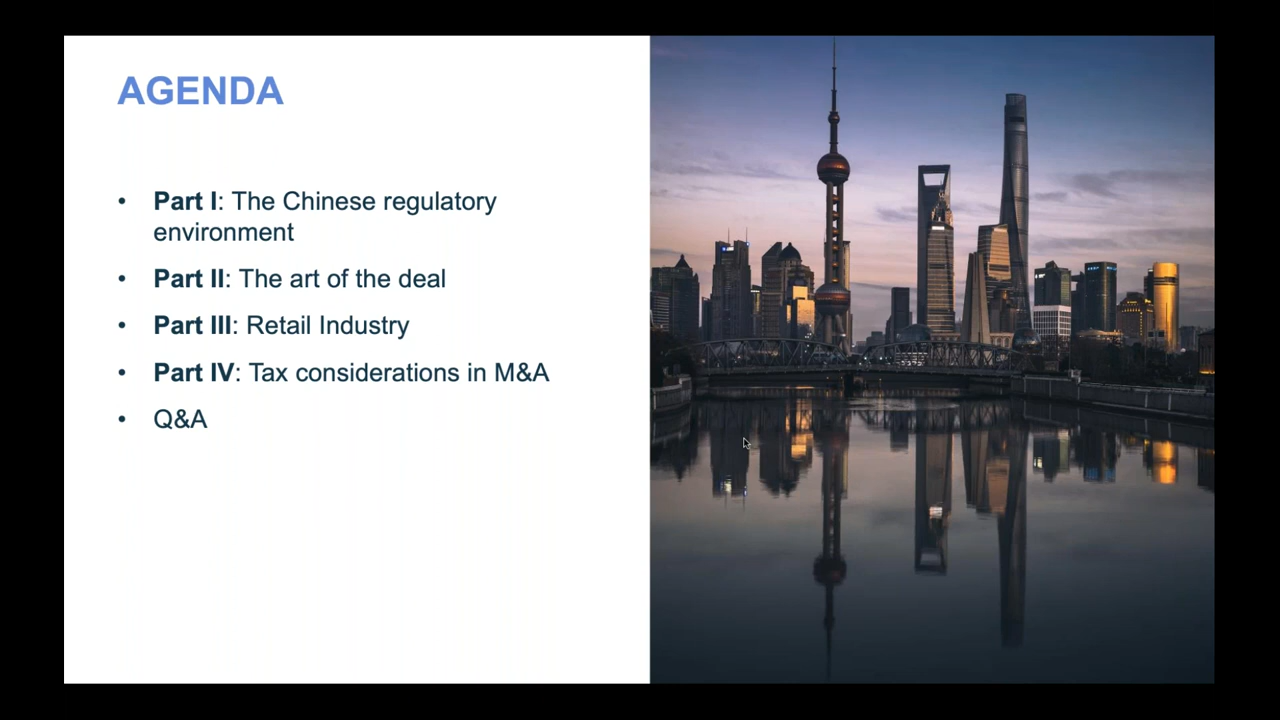 AGENDA
• Part I: The Chinese regulatory
environment
• Part II: The art of the deal
• Part III: Retail Industry
• Part IV: Tax considerations in M&A
• Q&A